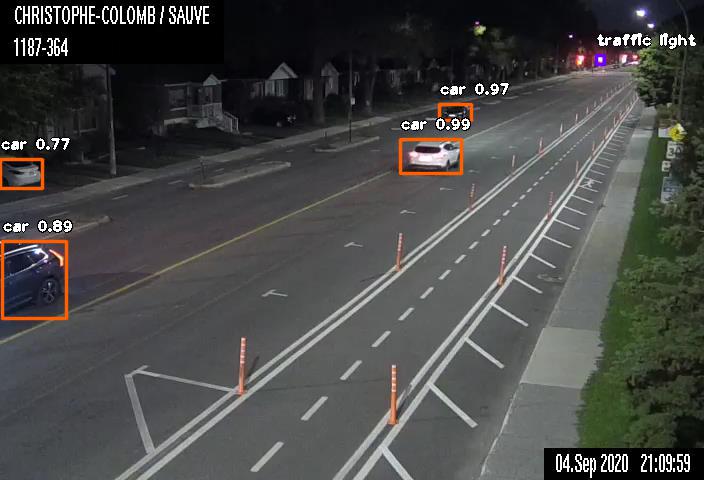 CHRISTOPHE-COLOMB / SAUVE
1187-364
traffic light
car 0.97
car 0.99
car 0.77
car 0.89
04.Sep 2020 21:09:59